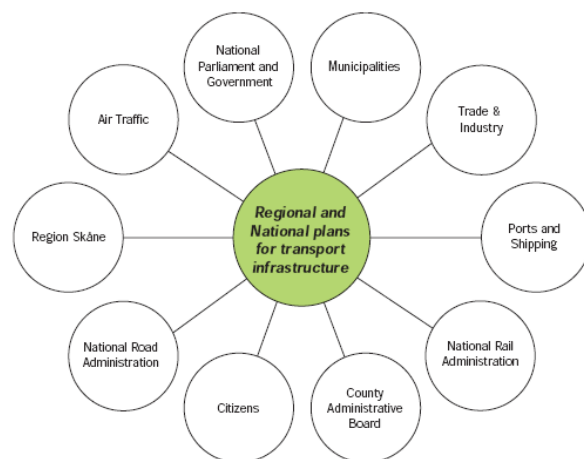 National
Parliament and
Government
Municipalities
Air Traffic
Trade &
Industry
Regional and
National plans
for transport
infrastructure
Region Skåne
Ports and
Shipping
National Road
Administration
National Rail
Administration
Citizens
County
Administrative
Board